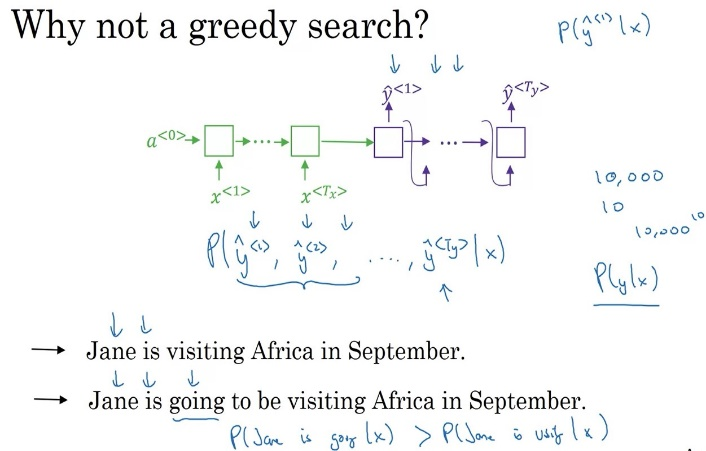 Why not a greedy search?
P(ŷ^<1>|x)
ŷ^<1> ŷ^<Ty>
a^<0> ... ...
x^<1> x^<Tx>
10,000
10
10,000^10
P(ŷ^<1>, ŷ^<2>, ...., ŷ^<Ty>|x)
P(y|x)
→ Jane is visiting Africa in September.
→ Jane is going to be visiting Africa in September.
P(Jane is going |x) > P(Jane is visiting |x)